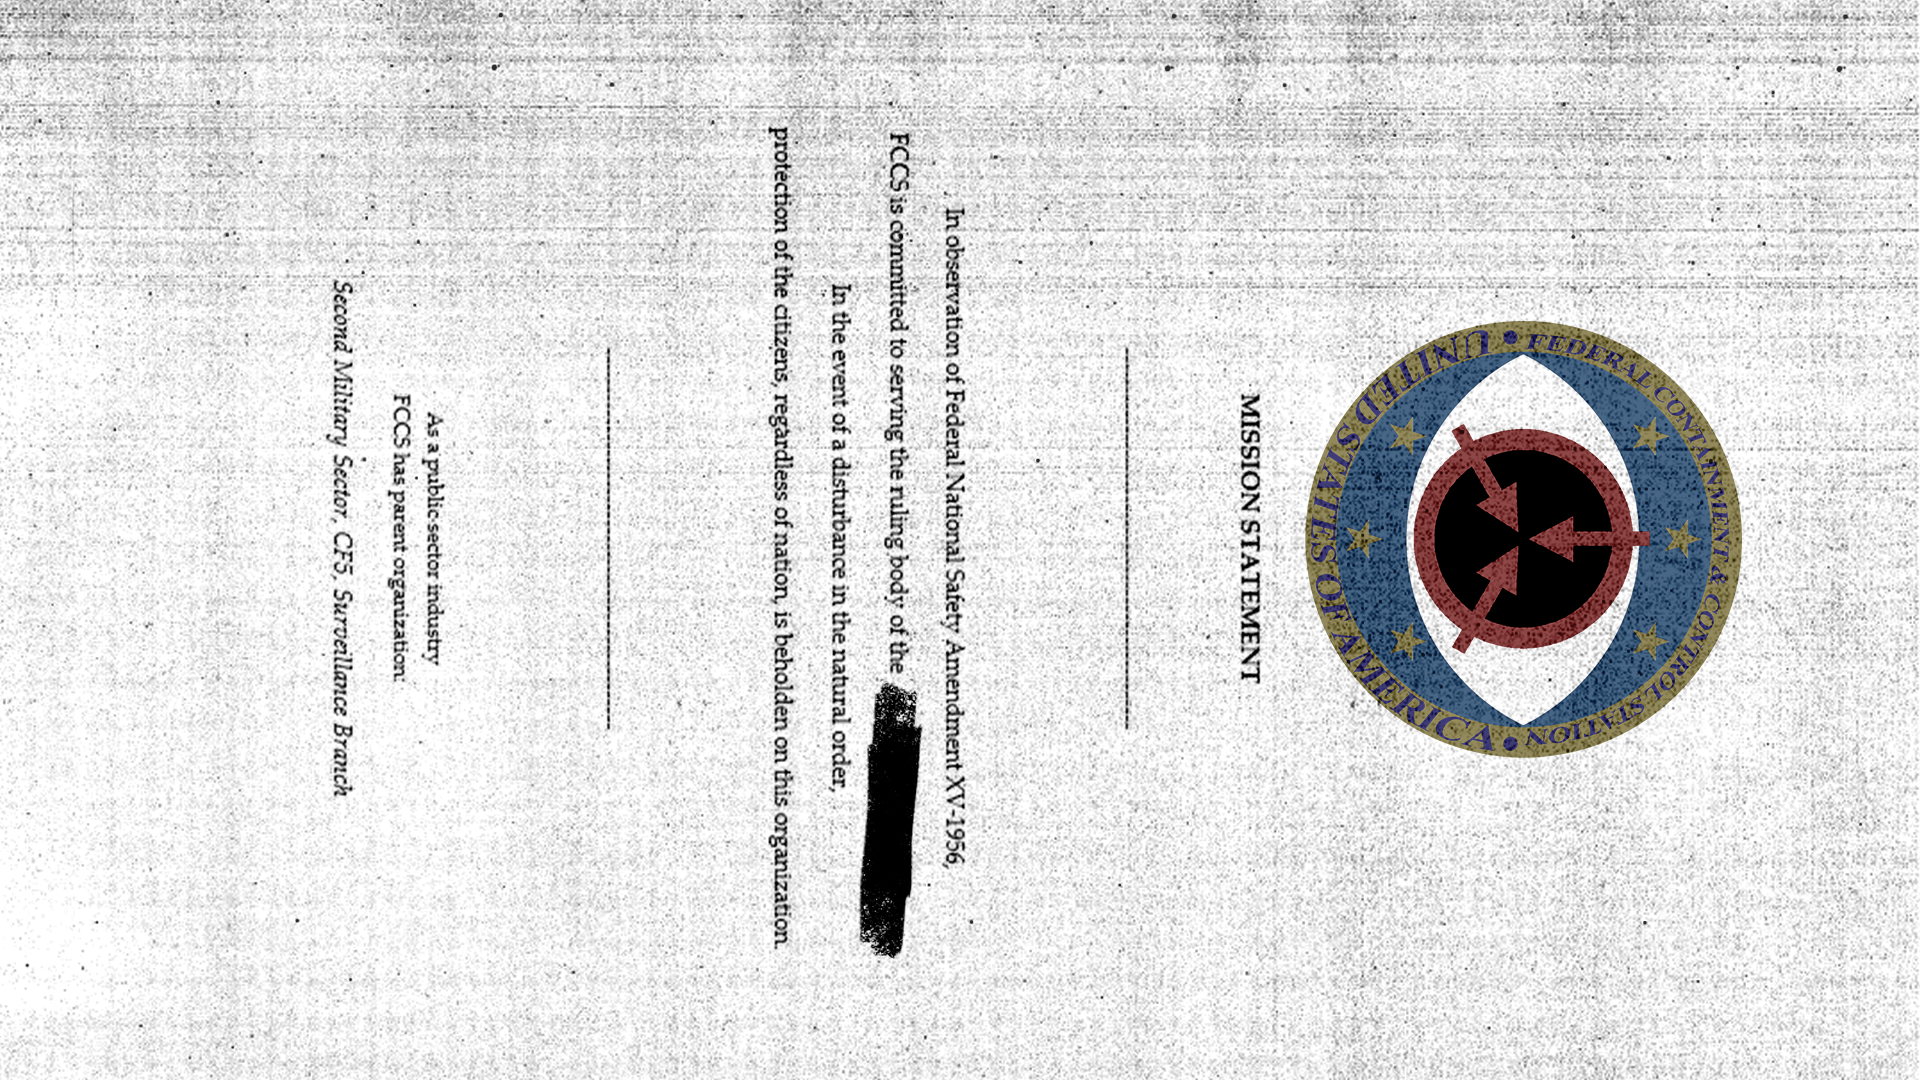 FEDERAL CONTAINMENT & CONTROL STATION
• UNITED STATES OF AMERICA •
MISSION STATEMENT
In observation of Federal National Safety Amendment XV-1956,
FCCS is committed to serving the ruling body of the
In the event of a disturbance in the natural order,
protection of the citizens, regardless of nation, is beholden on this organization.
As a public sector industry
FCCS has parent organization:
Second Military Sector, CF5, Surveillance Branch